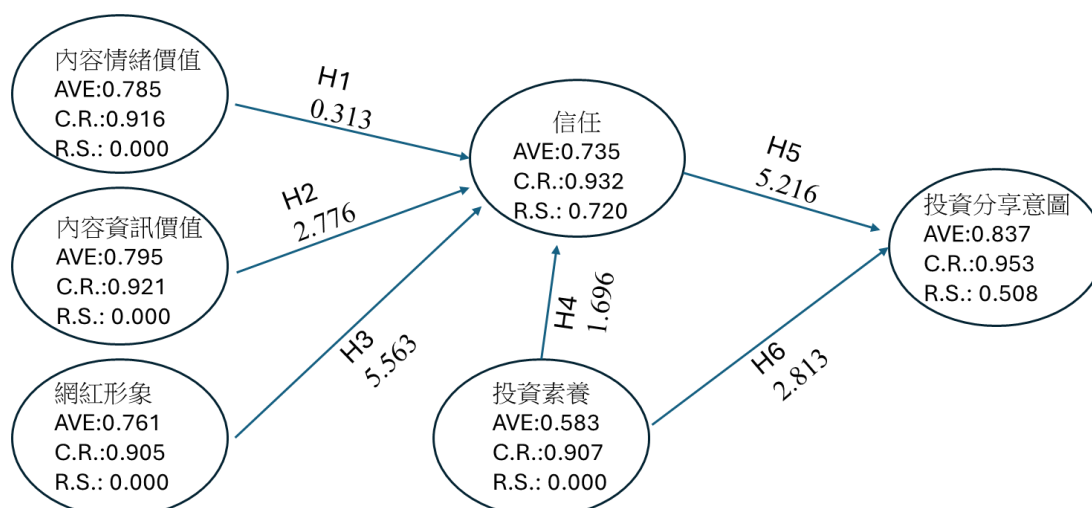 內容情緒價值
AVE:0.785
C.R.:0.916
R.S.: 0.000
H1
0.313
信任
AVE:0.735
C.R.:0.932
R.S.: 0.720
H5
5.216
內容資訊價值
AVE:0.795
C.R.:0.921
R.S.: 0.000
H2
2.776
投資分享意圖
AVE:0.837
C.R.:0.953
R.S.: 0.508
網紅形象
AVE:0.761
C.R.:0.905
R.S.: 0.000
H3
5.563
H4
1.696
投資素養
AVE:0.583
C.R.:0.907
R.S.: 0.000
H6
2.813